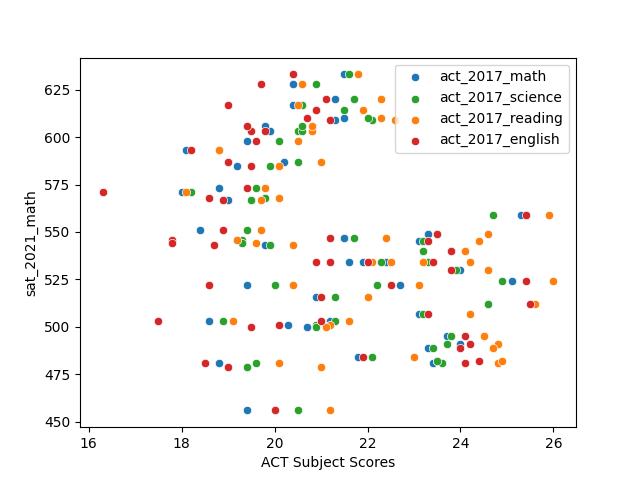 act_2017_math
act_2017_science
act_2017_reading
act_2017_english
625
600
575
550
525
500
475
450
sat_2021_math
16
18
20
22
24
26
ACT Subject Scores